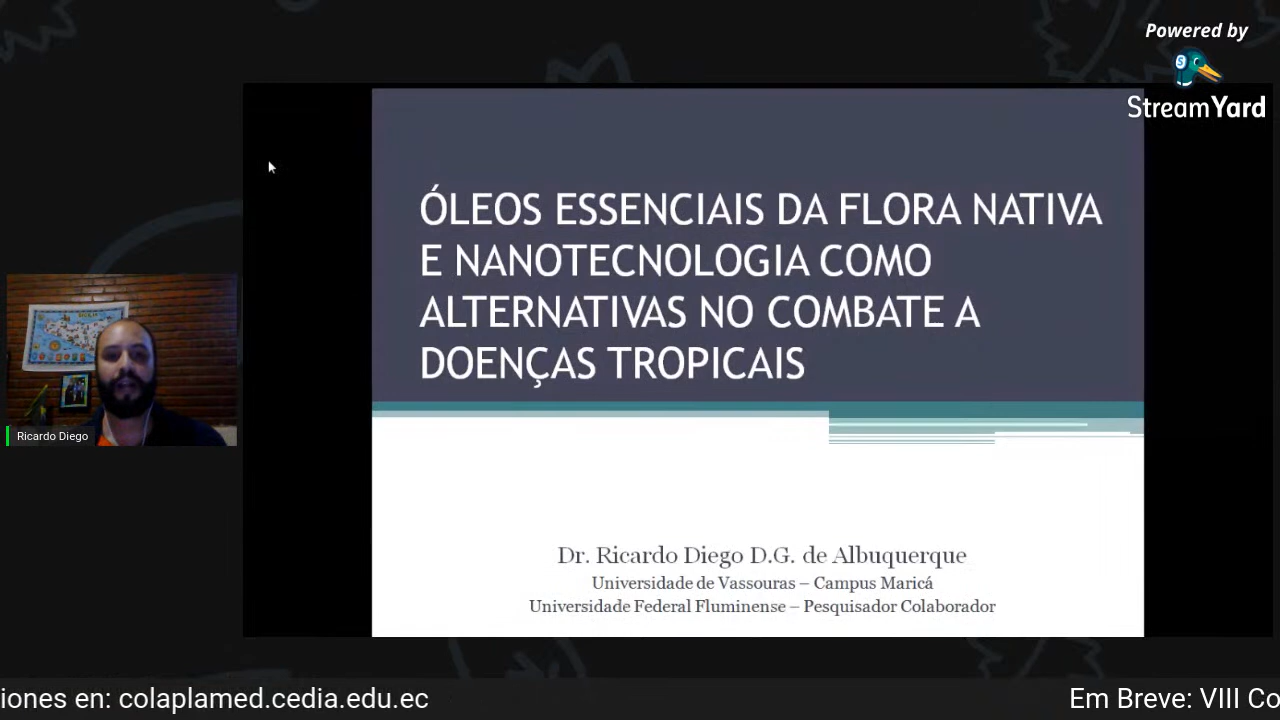 Powered by
StreamYard
ÓLEOS ESSENCIAIS DA FLORA NATIVA
E NANOTECNOLOGIA COMO
ALTERNATIVAS NO COMBATE A
DOENÇAS TROPICAIS
Ricardo Diego
Dr. Ricardo Diego D.G. de Albuquerque
Universidade de Vassouras – Campus Maricá
Universidade Federal Fluminense – Pesquisador Colaborador
iones en: colaplamed.cedia.edu.ec
Em Breve: VIII Co